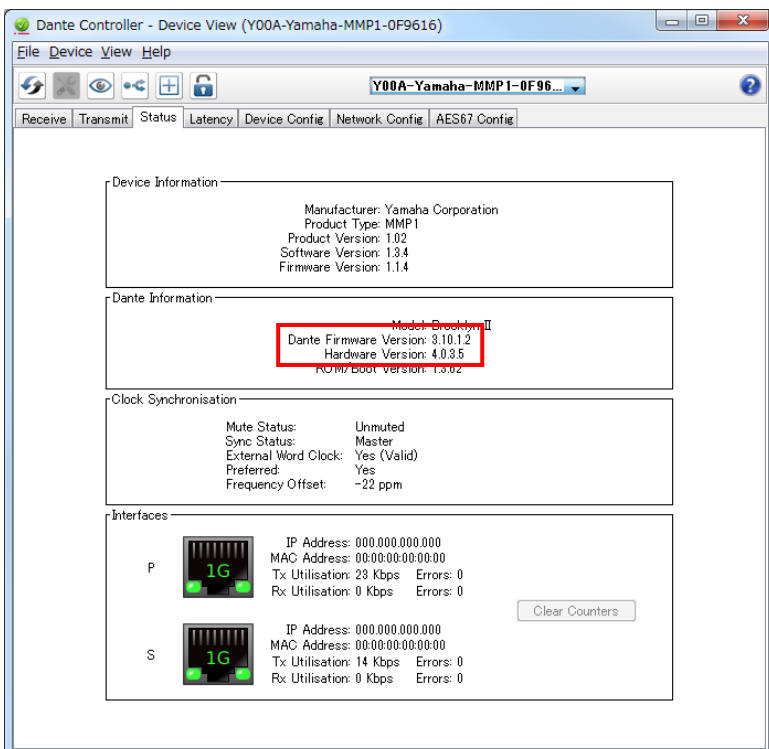 Dante Controller - Device View (Y00A-Yamaha-MMP1-0F9616)
File Device View Help
Y00A-Yamaha-MMP1-0F96...
Receive Transmit Status Latency Device Config Network Config AES67 Config
Device Information
Manufacturer: Yamaha Corporation
Product Type: MMP1
Product Version: 1.02
Software Version: 1.3.4
Firmware Version: 1.1.4
Dante Information
Model: Brooklyn II
Dante Firmware Version: 3.10.1.2
Hardware Version: 4.0.3.5
ROM/Boot Version: 1.3.62
Clock Synchronisation
Mute Status: Unmuted
Sync Status: Master
External Word Clock: Yes (Valid)
Preferred: Yes
Frequency Offset: -22 ppm
Interfaces
P
1G
IP Address: 000.000.000.000
MAC Address: 00:00:00:00:00:00
Tx Utilisation: 23 Kbps Errors: 0
Rx Utilisation: 0 Kbps Errors: 0
Clear Counters
S
1G
IP Address: 000.000.000.000
MAC Address: 00:00:00:00:00:00
Tx Utilisation: 14 Kbps Errors: 0
Rx Utilisation: 0 Kbps Errors: 0